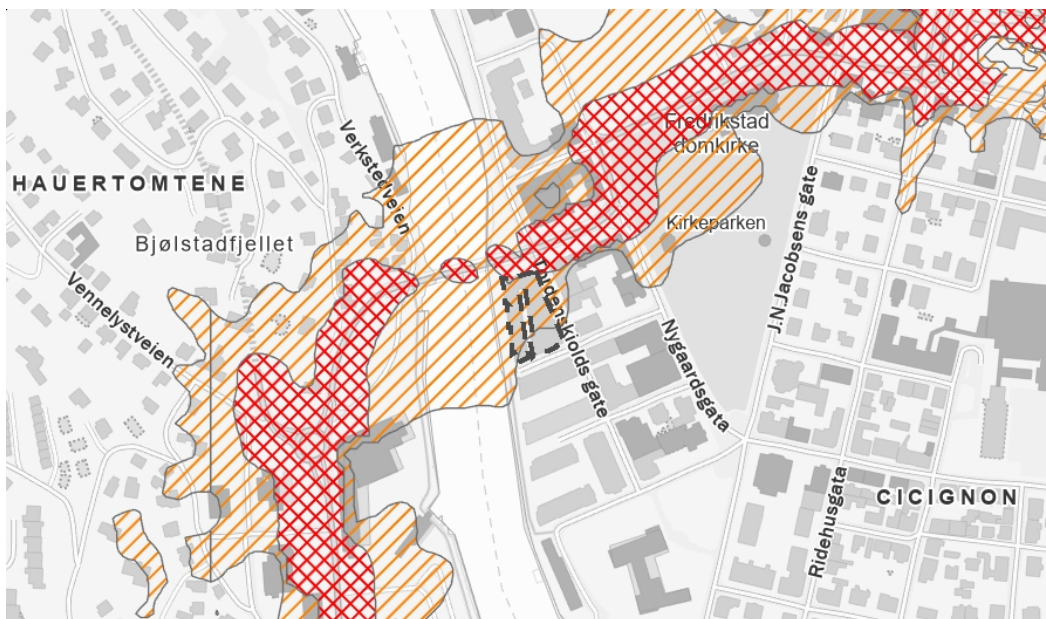 Fredrikstad
domkirke
Verkstedveien
HAUERTOMTENE
J.N.Jacobsens gate
Kirkeparken
Bjølstadfjellet
Vennelystveien
Nygaardsgata
CICIGNON
Ridehusgata